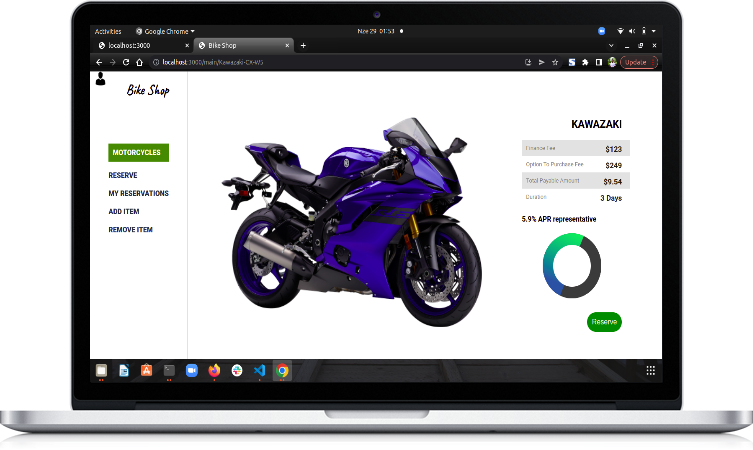 Activities
Google Chrome
Nov 29 01:53
localhost:3000
Bike Shop
localhost:3000/main/Kawazaki-CX-W5
Update
Bike Shop
MOTORCYCLES
RESERVE
MY RESERVATIONS
ADD ITEM
REMOVE ITEM
KAWAZAKI
Finance Fee $123
Option To Purchase Fee $249
Total Payable Amount $9.54
Duration 3 Days
5.9% APR representative
Reserve